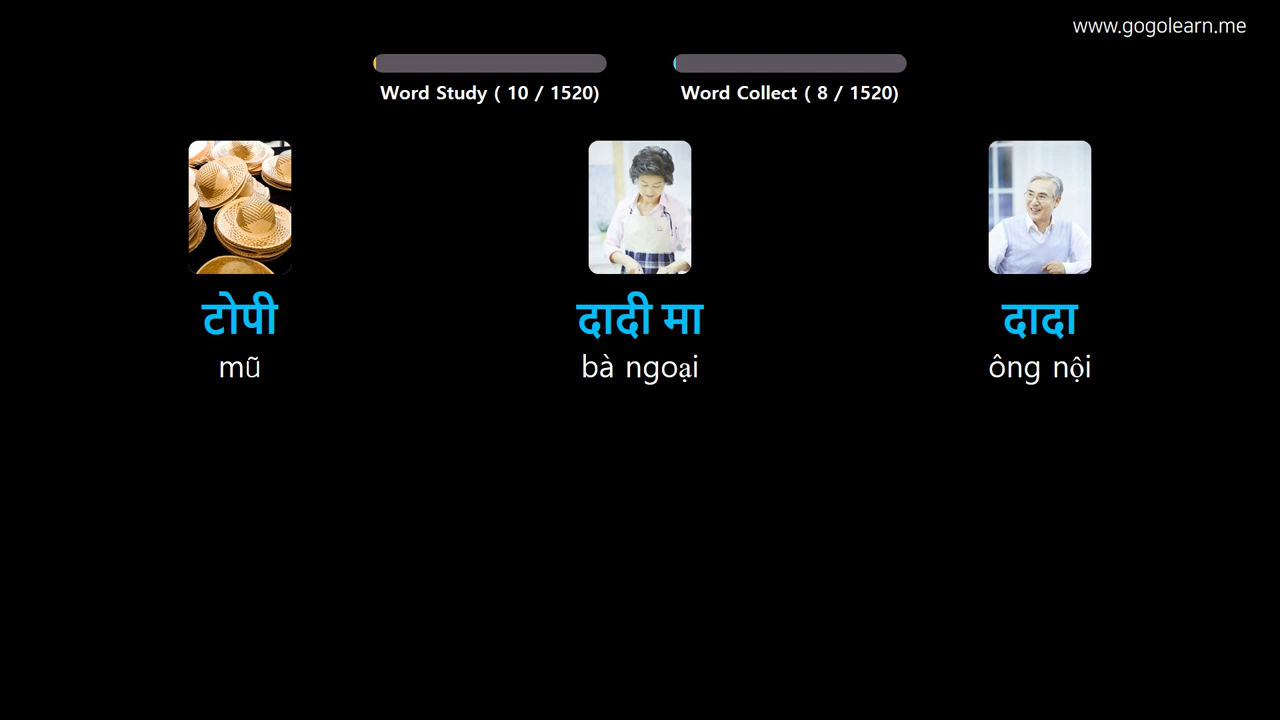 www.gogolearn.me
Word Study ( 10 / 1520)
Word Collect ( 8 / 1520)
टोपी
mũ
दादी मा
bà ngoại
दादा
ông nội